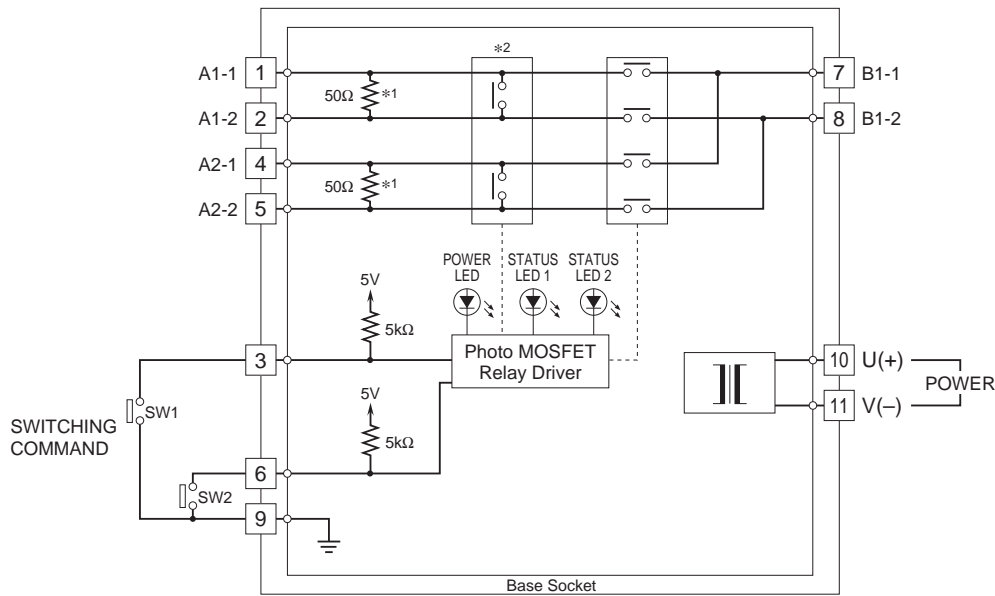 *2
A1-1 1 7 B1-1
50Ω *1
A1-2 2 8 B1-2
A2-1 4
50Ω *1
A2-2 5
POWER LED
STATUS LED 1
STATUS LED 2
5V
5kΩ
3
Photo MOSFET
Relay Driver
10 U(+)
POWER
11 V(–)
5V
5kΩ
SW1
SWITCHING
COMMAND
6
SW2
9
Base Socket